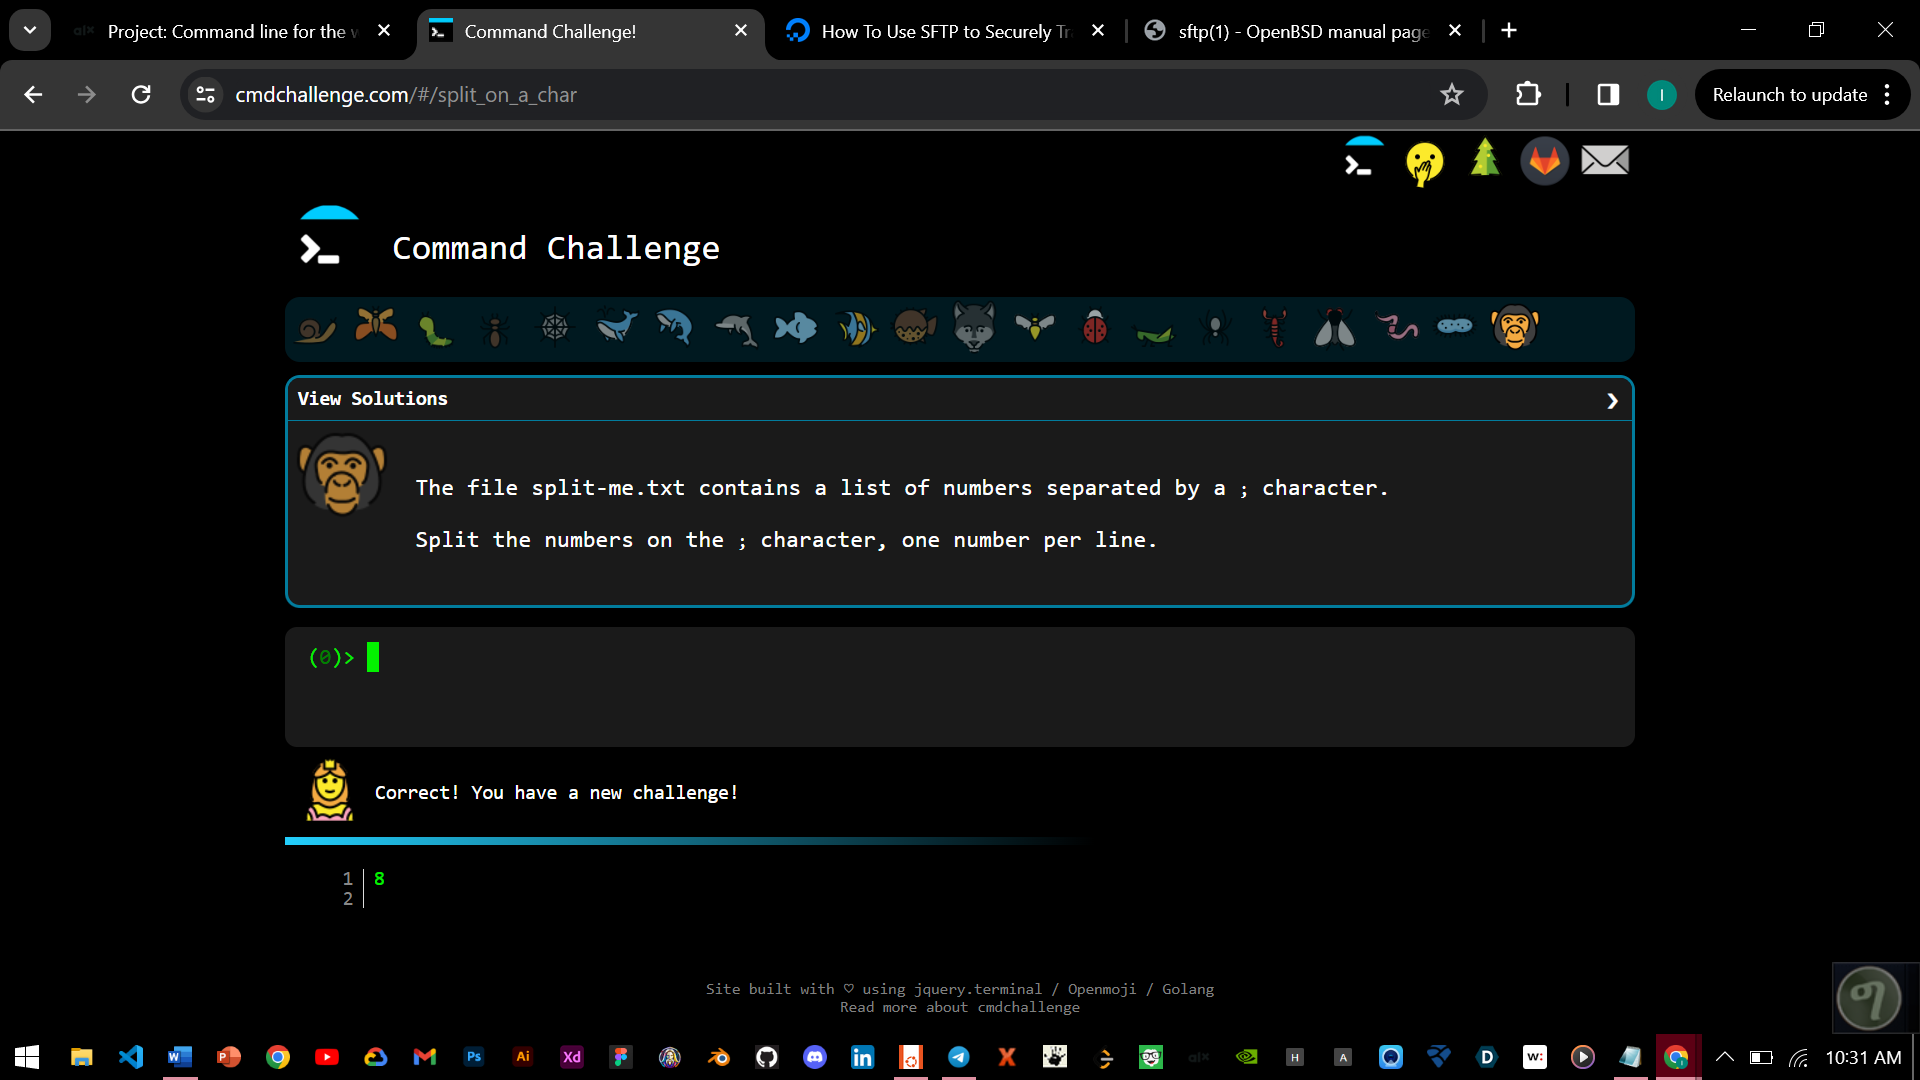 Project: Command line for the w
Command Challenge!
How To Use SFTP to Securely Tr
sftp(1) - OpenBSD manual page
cmdchallenge.com/#/split_on_a_char
I
Relaunch to update
Command Challenge
View Solutions
The file split-me.txt contains a list of numbers separated by a ; character.
Split the numbers on the ; character, one number per line.
(0)>
Correct! You have a new challenge!
1 8
2
Site built with ♡ using jquery.terminal / Openmoji / Golang
Read more about cmdchallenge
10:31 AM